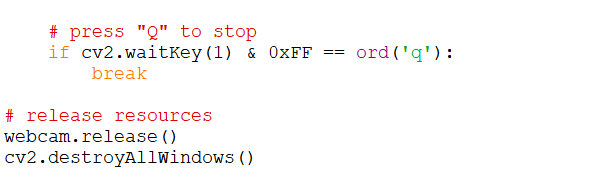 # press "Q" to stop
if cv2.waitKey(1) & 0xFF == ord('q'):
break
# release resources
webcam.release()
cv2.destroyAllWindows()